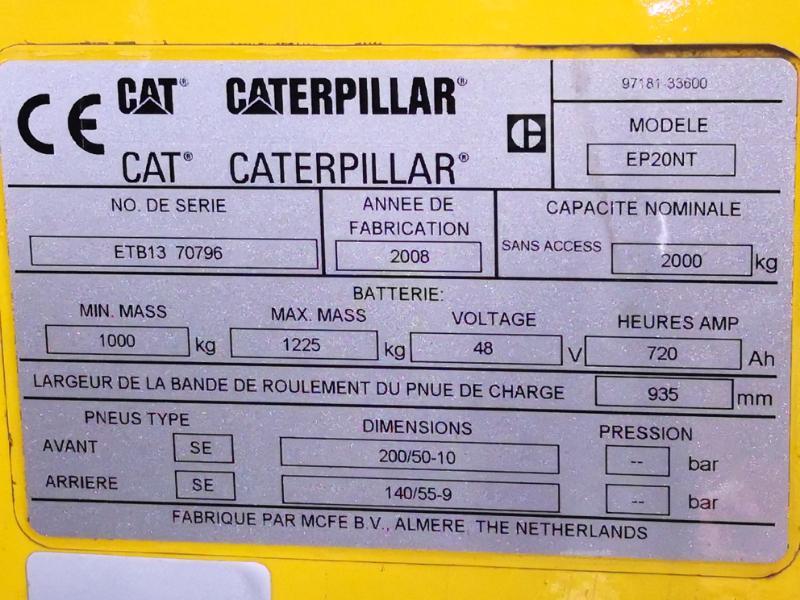 CE CAT® CATERPILLAR®
CAT® CATERPILLAR®
97181-33600
MODELE
EP20NT
NO. DE SERIE
ETB13 70796
ANNEE DE
FABRICATION
2008
CAPACITE NOMINALE
SANS ACCESS 2000 kg
BATTERIE:
MIN. MASS MAX. MASS VOLTAGE HEURES AMP
1000 kg 1225 kg 48 V 720 Ah
LARGEUR DE LA BANDE DE ROULEMENT DU PNUE DE CHARGE 935 mm
PNEUS TYPE DIMENSIONS PRESSION
AVANT SE 200/50-10 -- bar
ARRIERE SE 140/55-9 -- bar
FABRIQUE PAR MCFE B.V., ALMERE, THE NETHERLANDS